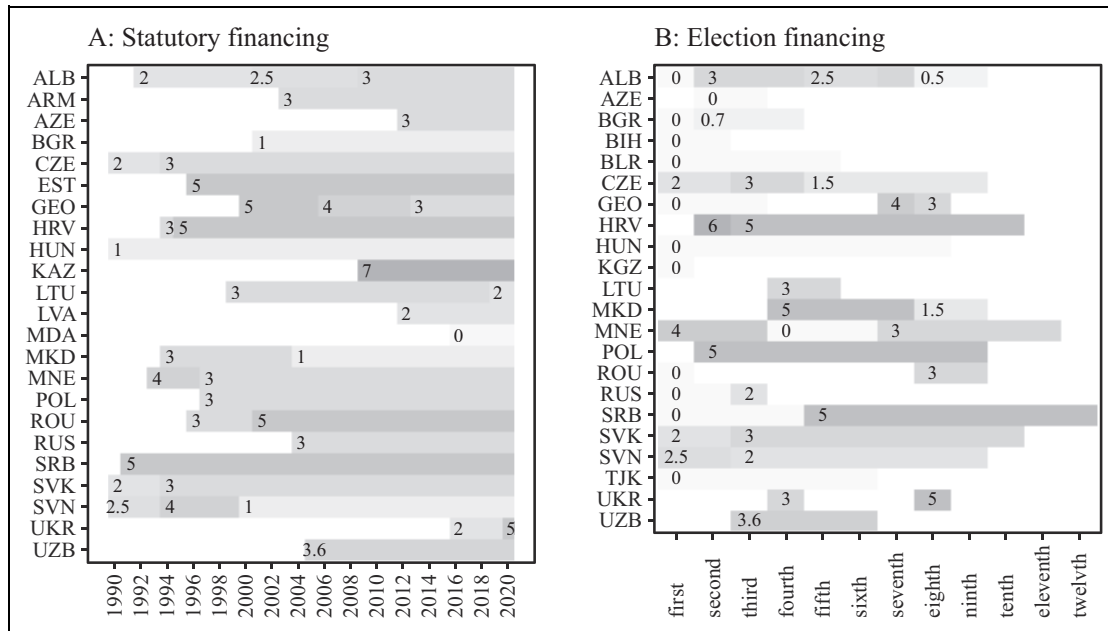 A: Statutory financing
ALB 2 2.5 3
ARM 3
AZE 3
BGR 1
CZE 2 3
EST 5
GEO 5 4 3
HRV 3 5
HUN 1
KAZ 7
LTU 3 2
LVA 2
MDA 0
MKD 3 1
MNE 4 3
POL 3
ROU 3 5
RUS 3
SRB 5
SVK 2 3
SVN 2.5 4 1
UKR 2 5
UZB 3.6
1990 1992 1994 1996 1998 2000 2002 2004 2006 2008 2010 2012 2014 2016 2018 2020
B: Election financing
ALB 0 3 2.5 0.5
AZE 0
BGR 0 0.7
BIH 0
BLR 0
CZE 2 3 1.5
GEO 0 4 3
HRV 6 5
HUN 0
KGZ 0
LTU 3
MKD 5 1.5
MNE 4 0 3
POL 5
ROU 0 3
RUS 0 2
SRB 0 5
SVK 2 3
SVN 2.5 2
TJK 0
UKR 3 5
UZB 3.6
first second third fourth fifth sixth seventh eighth ninth tenth eleventh twelvth